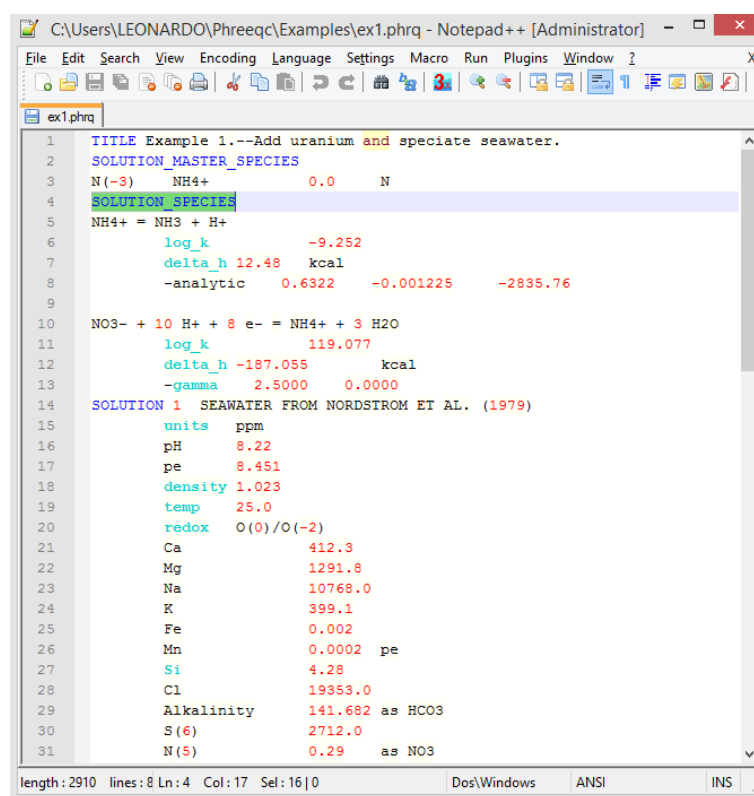 C:\Users\LEONARDO\Phreeqc\Examples\ex1.phrq - Notepad++ [Administrator]
File Edit Search View Encoding Language Settings Macro Run Plugins Window ? X
ex1.phrq
1 TITLE Example 1.--Add uranium and speciate seawater.
2 SOLUTION_MASTER_SPECIES
3 N(-3) NH4+ 0.0 N
4 SOLUTION_SPECIES
5 NH4+ = NH3 + H+
6 log_k -9.252
7 delta_h 12.48 kcal
8 -analytic 0.6322 -0.001225 -2835.76
9
10 NO3- + 10 H+ + 8 e- = NH4+ + 3 H2O
11 log_k 119.077
12 delta_h -187.055 kcal
13 -gamma 2.5000 0.0000
14 SOLUTION 1 SEAWATER FROM NORDSTROM ET AL. (1979)
15 units ppm
16 pH 8.22
17 pe 8.451
18 density 1.023
19 temp 25.0
20 redox O(0)/O(-2)
21 Ca 412.3
22 Mg 1291.8
23 Na 10768.0
24 K 399.1
25 Fe 0.002
26 Mn 0.0002 pe
27 Si 4.28
28 Cl 19353.0
29 Alkalinity 141.682 as HCO3
30 S(6) 2712.0
31 N(5) 0.29 as NO3
length : 2910 lines : 8 Ln : 4 Col : 17 Sel : 16 | 0 Dos\Windows ANSI INS